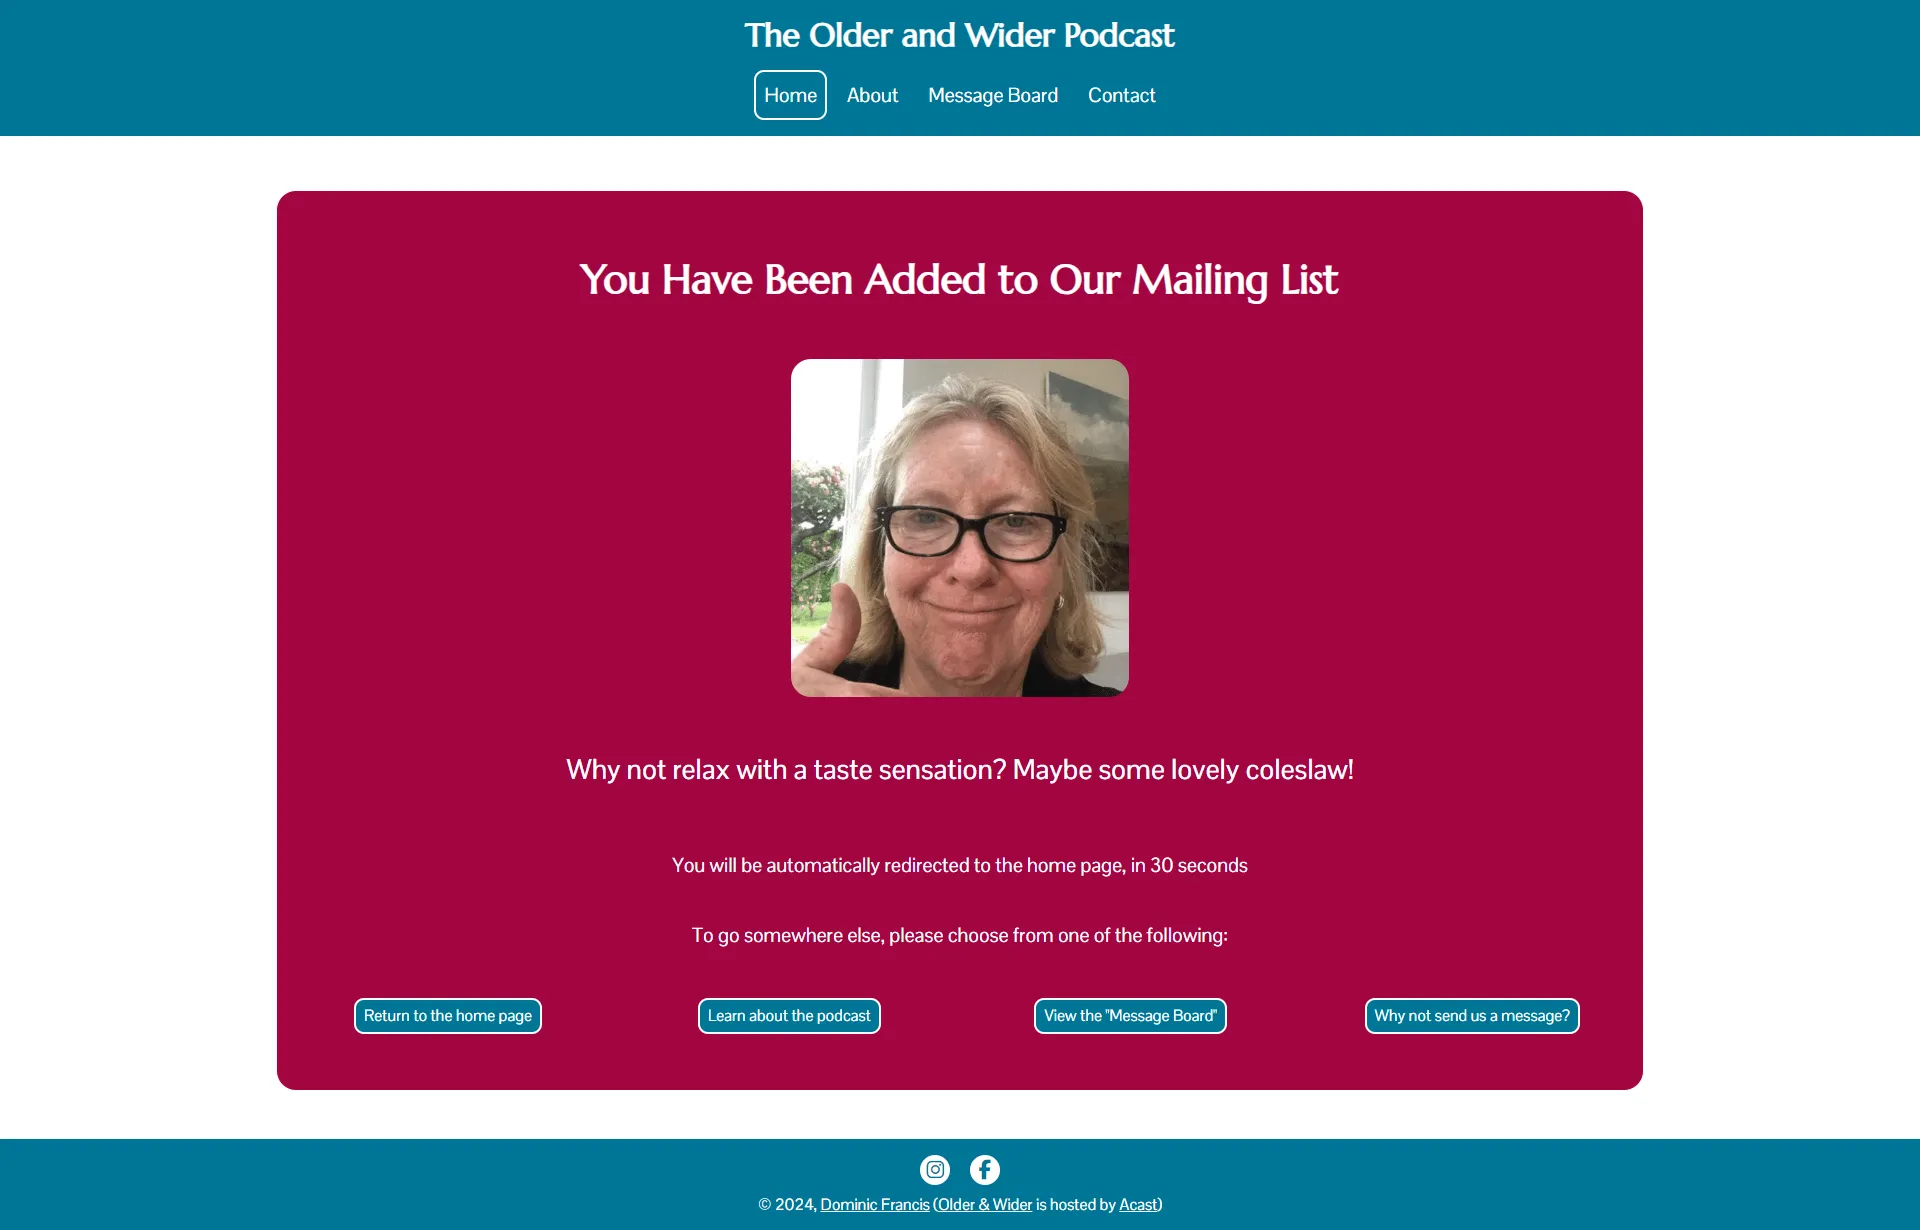 The Older and Wider Podcast
Home About Message Board Contact
You Have Been Added to Our Mailing List
Why not relax with a taste sensation? Maybe some lovely coleslaw!
You will be automatically redirected to the home page, in 30 seconds
To go somewhere else, please choose from one of the following:
Return to the home page Learn about the podcast View the "Message Board" Why not send us a message?
© 2024, Dominic Francis (Older & Wider is hosted by Acast)